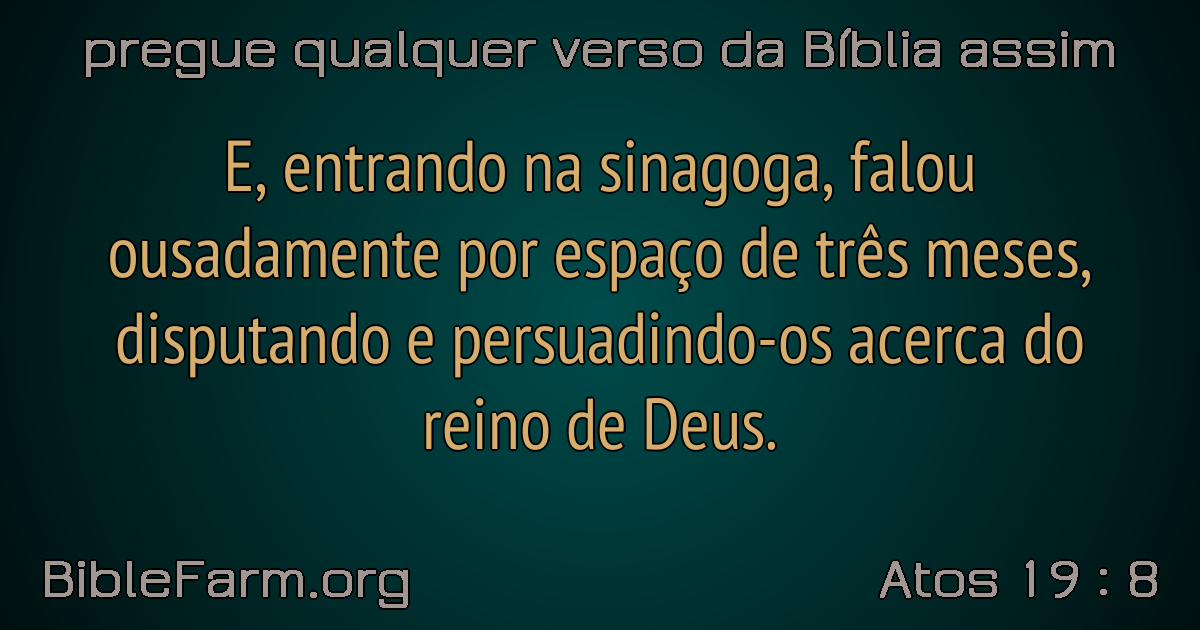 pregue qualquer verso da Bíblia assim
E, entrando na sinagoga, falou
ousadamente por espaço de três meses,
disputando e persuadindo-os acerca do
reino de Deus.
BibleFarm.org
Atos 19 : 8